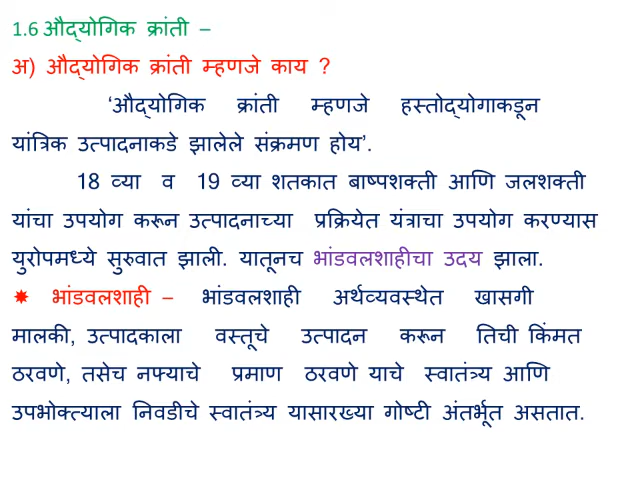 1.6 औद्योगिक क्रांती –
अ) औद्योगिक क्रांती म्हणजे काय ?
‘औद्योगिक क्रांती म्हणजे हस्तोद्योगाकडून
यांत्रिक उत्पादनाकडे झालेले संक्रमण होय’.
18 व्या व 19 व्या शतकात बाष्पशक्ती आणि जलशक्ती
यांचा उपयोग करून उत्पादनाच्या प्रक्रियेत यंत्राचा उपयोग करण्यास
युरोपमध्ये सुरुवात झाली. यातूनच भांडवलशाहीचा उदय झाला.
✸ भांडवलशाही – भांडवलशाही अर्थव्यवस्थेत खासगी
मालकी, उत्पादकाला वस्तूचे उत्पादन करून तिची किंमत
ठरवणे, तसेच नफ्याचे प्रमाण ठरवणे याचे स्वातंत्र्य आणि
उपभोक्त्याला निवडीचे स्वातंत्र्य यासारख्या गोष्टी अंतर्भूत असतात.